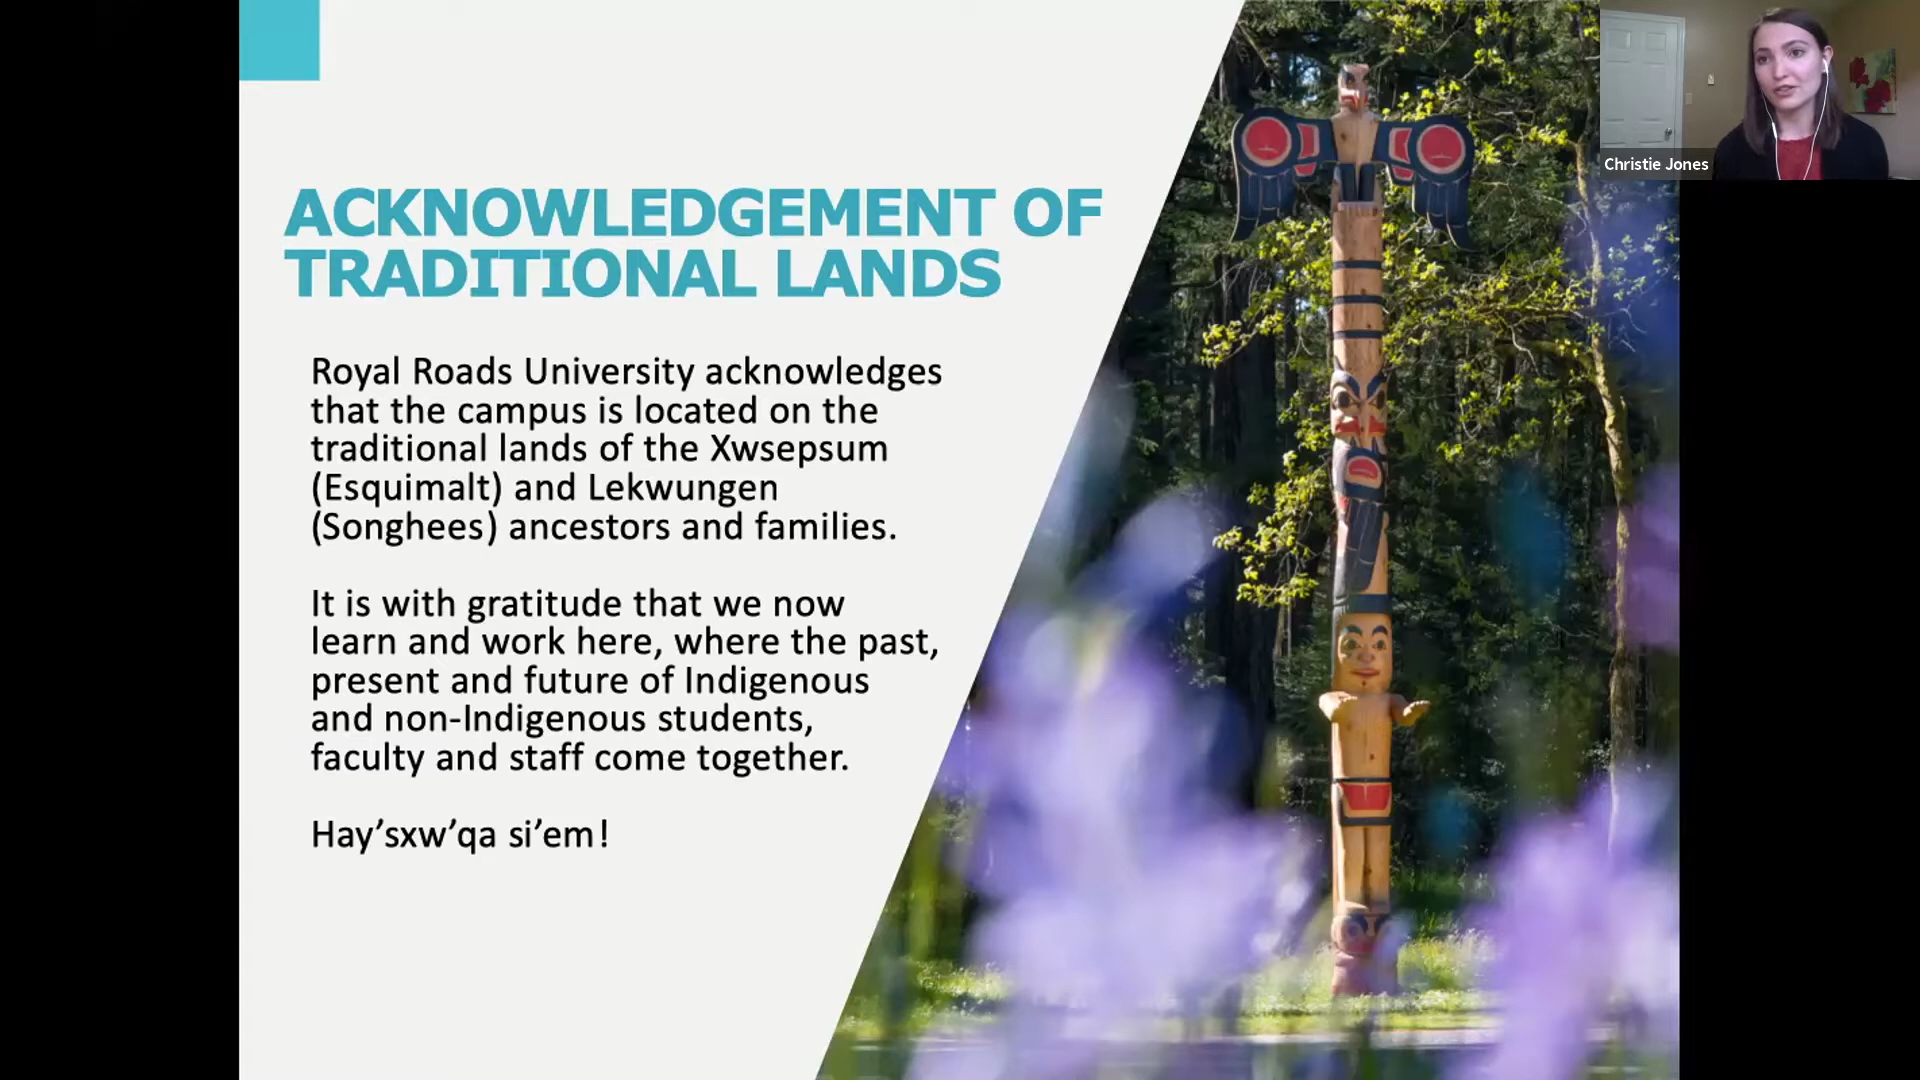 ACKNOWLEDGEMENT OF
TRADITIONAL LANDS
Royal Roads University acknowledges
that the campus is located on the
traditional lands of the Xwsepsum
(Esquimalt) and Lekwungen
(Songhees) ancestors and families.
It is with gratitude that we now
learn and work here, where the past,
present and future of Indigenous
and non-Indigenous students,
faculty and staff come together.
Hay’sxw’qa si’em!
Christie Jones